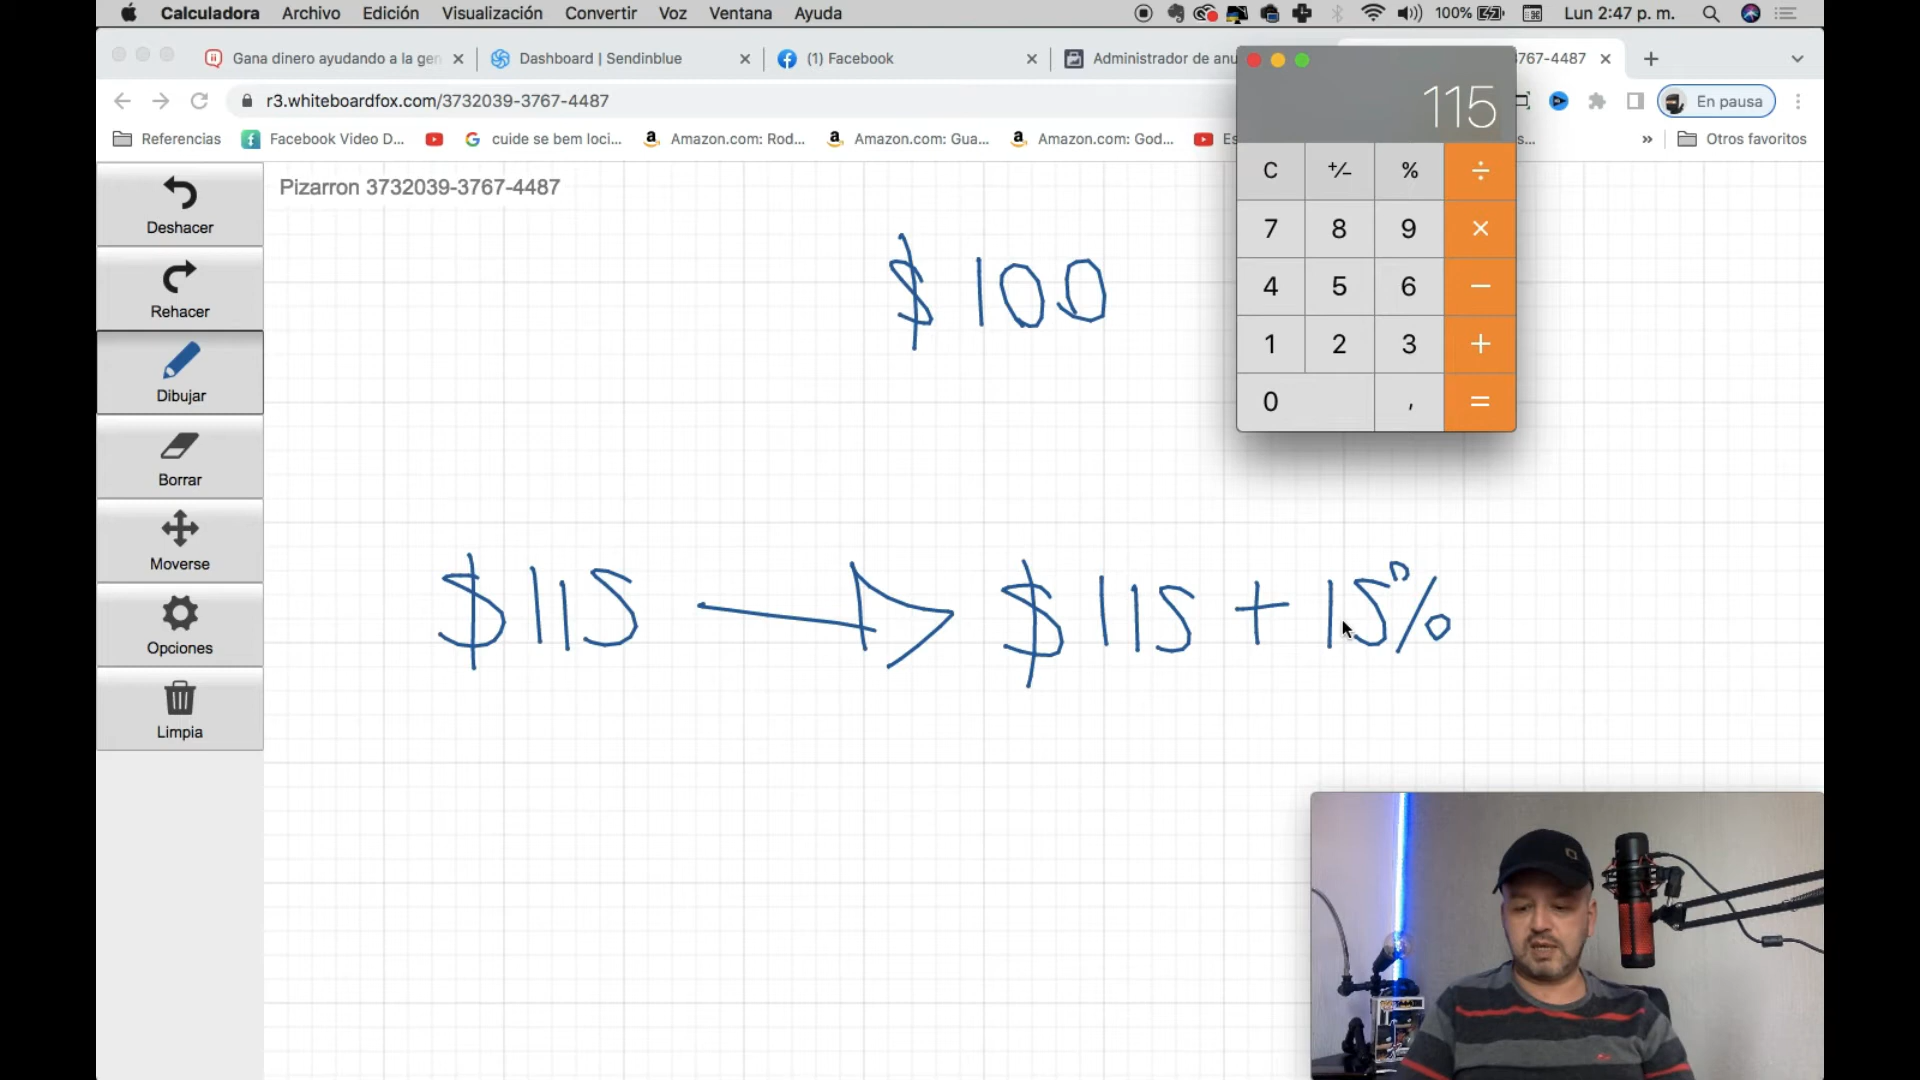 Calculadora Archivo Edición Visualización Convertir Voz Ventana Ayuda 100% Lun 2:47 p. m.
Gana dinero ayudando a la gen Dashboard | Sendinblue (1) Facebook Administrador de anu 767-4487
r3.whiteboardfox.com/3732039-3767-4487 En pausa
Referencias Facebook Video D... cuide se bem loci... Amazon.com: Rod... Amazon.com: Gua... Amazon.com: God... Es s... » Otros favoritos
115
C +/- % ÷
7 8 9 ×
4 5 6 −
1 2 3 +
0 , =
Pizarron 3732039-3767-4487
Deshacer
Rehacer
Dibujar
Borrar
Moverse
Opciones
Limpia
$ 100
$ 115 $ 115 + 15%